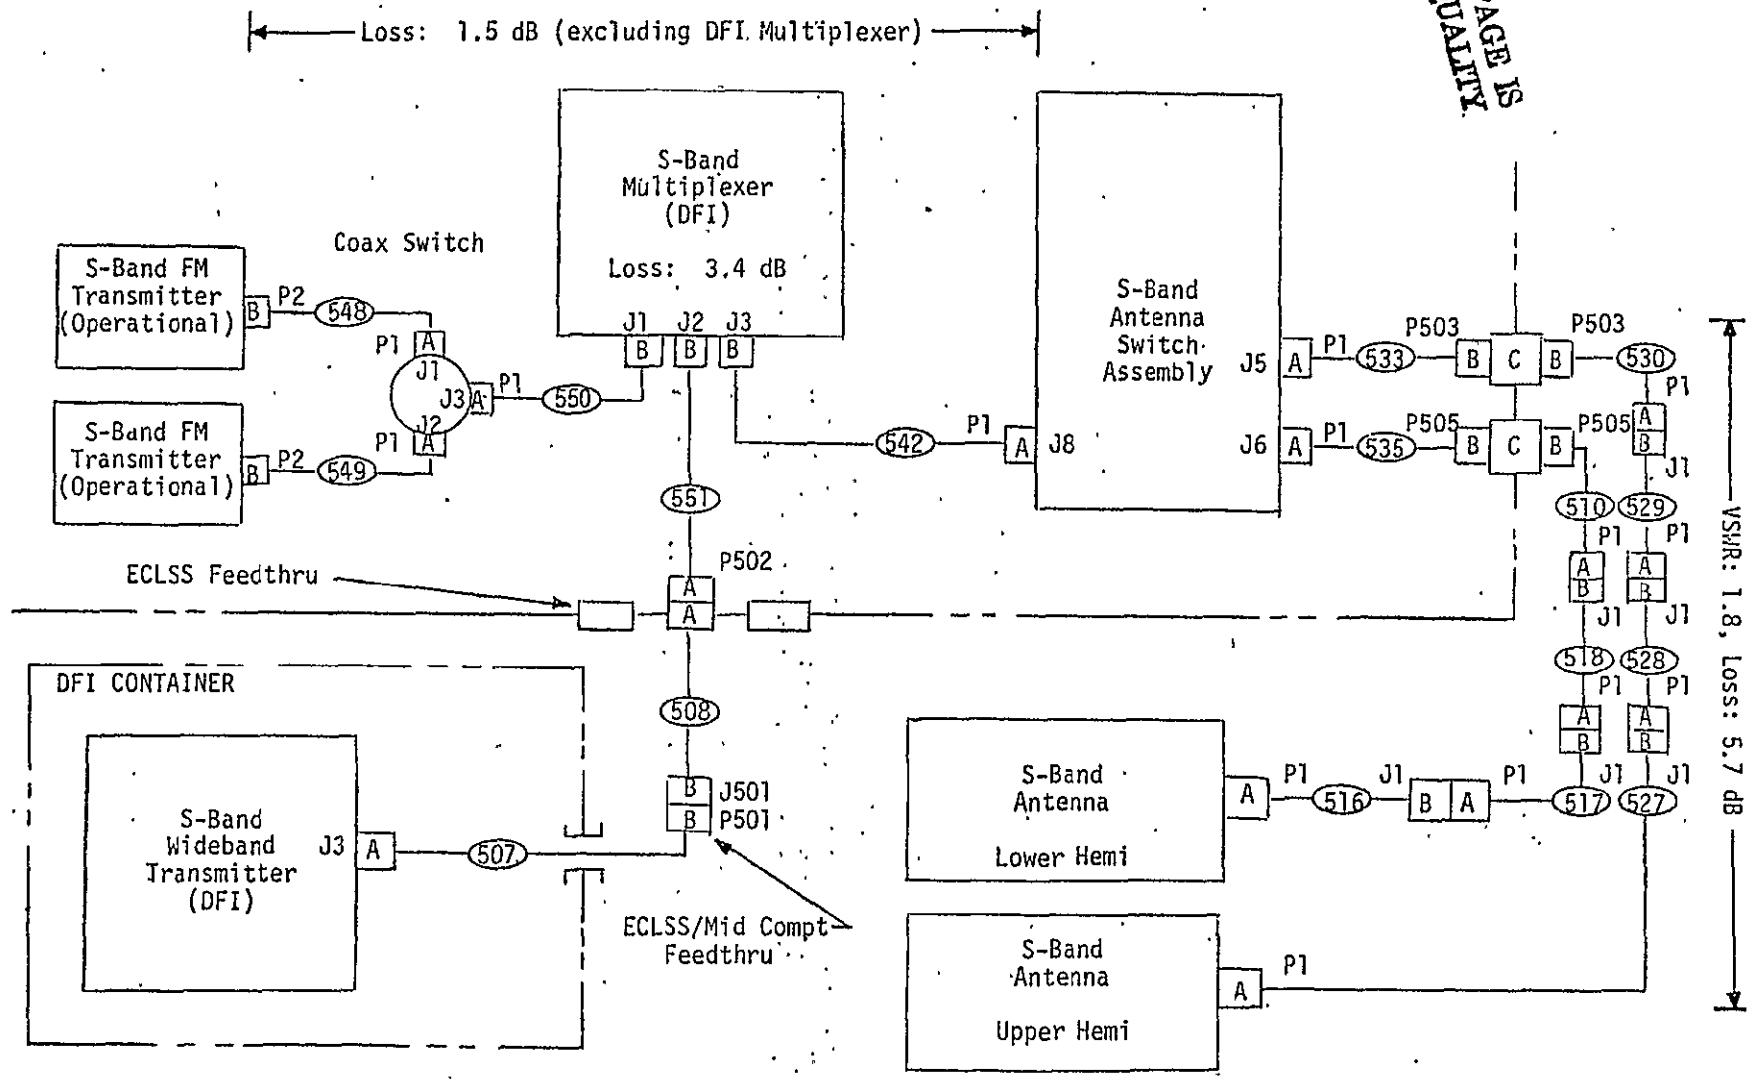 Loss: 1.5 dB (excluding DFI Multiplexer)
PAGE IS
QUALITY
S-Band
Multiplexer
(DFI)
Loss: 3.4 dB
J1 J2 J3
B B B
Coax Switch
S-Band FM
Transmitter
(Operational)
B
P2
548
P1
A
J1
J3
A
P1
550
J2
A
P1
S-Band FM
Transmitter
(Operational)
B
P2
549
551
542
P1
A
J8
S-Band
Antenna
Switch
Assembly
J5
A
P1
533
P503
B
C
B
P503
530
J6
A
P1
535
P505
B
C
B
P505
P1
A
B
J1
510
529
P1
P1
A
B
A
B
J1
J1
518
528
P1
P1
A
B
A
B
J1
J1
517
527
VSWR: 1.8, Loss: 5.7 dB
ECLSS Feedthru
P502
A
A
508
B
J501
B
P501
DFI CONTAINER
S-Band
Wideband
Transmitter
(DFI)
J3
A
507
ECLSS/Mid Compt
Feedthru
S-Band
Antenna
Lower Hemi
A
P1
516
J1
B
A
P1
S-Band
Antenna
Upper Hemi
A
P1